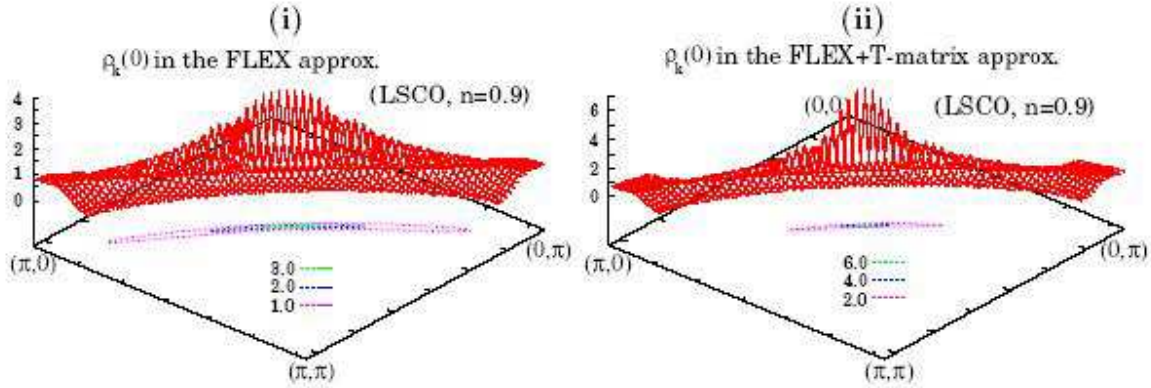 (i)
ρk(0) in the FLEX approx.
(LSCO, n=0.9)
4
3
2
1
0
(π,0)
(0,π)
3.0
2.0
1.0
(π,π)
(ii)
ρk(0) in the FLEX+T-matrix approx.
(0,0
(LSCO, n=0.9)
6
4
2
0
(π,0)
(0,π)
6.0
4.0
2.0
(π,π)